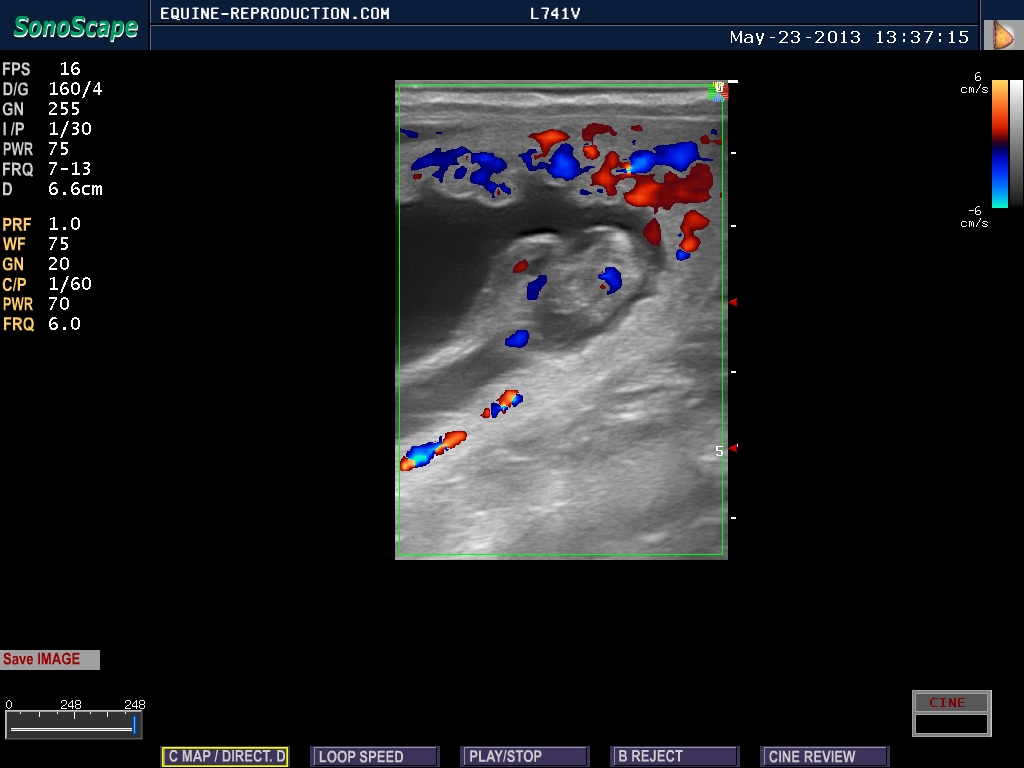 SonoScape
EQUINE-REPRODUCTION.COM L741V
May-23-2013 13:37:15
FPS 16
D/G 160/4
GN 255
I/P 1/30
PWR 75
FRQ 7-13
D 6.6cm
PRF 1.0
WF 75
GN 20
C/P 1/60
PWR 70
FRQ 6.0
0
5
6
cm/s
-6
cm/s
Save IMAGE
0 248 248
CINE
C MAP / DIRECT. D LOOP SPEED PLAY/STOP B REJECT CINE REVIEW